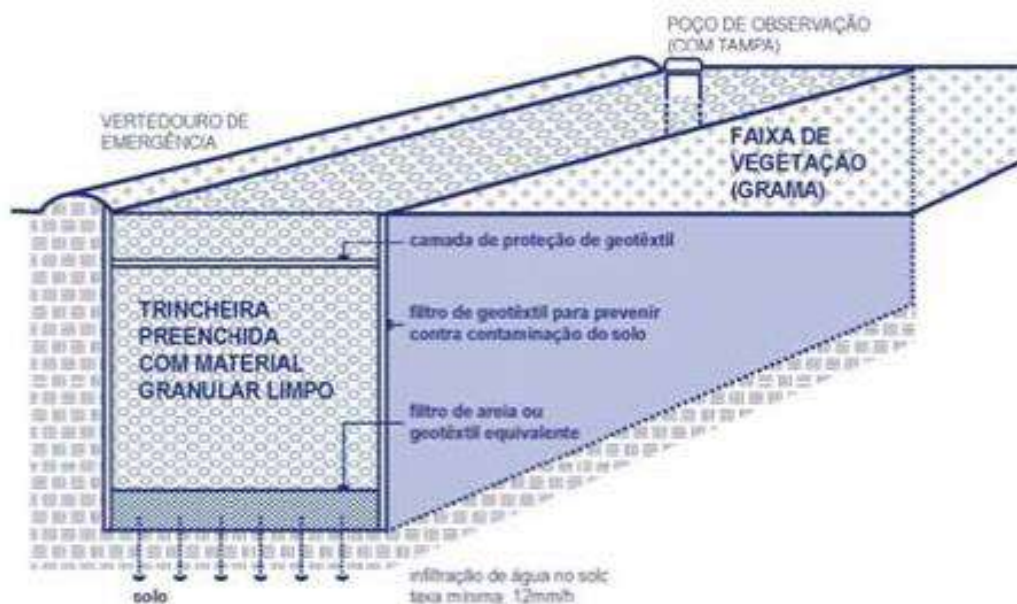 POÇO DE OBSERVAÇÃO
(COM TAMPA)
VERTEDOURO DE
EMERGÊNCIA
FAIXA DE
VEGETAÇÃO
(GRAMA)
camada de proteção de geotêxtil
TRINCHEIRA
PREENCHIDA
COM MATERIAL
GRANULAR LIMPO
filtro de geotêxtil para prevenir
contra contaminação do solo
filtro de areia ou
geotêxtil equivalente
infiltração de água no solo
taxa mínima: 12mm/h
solo